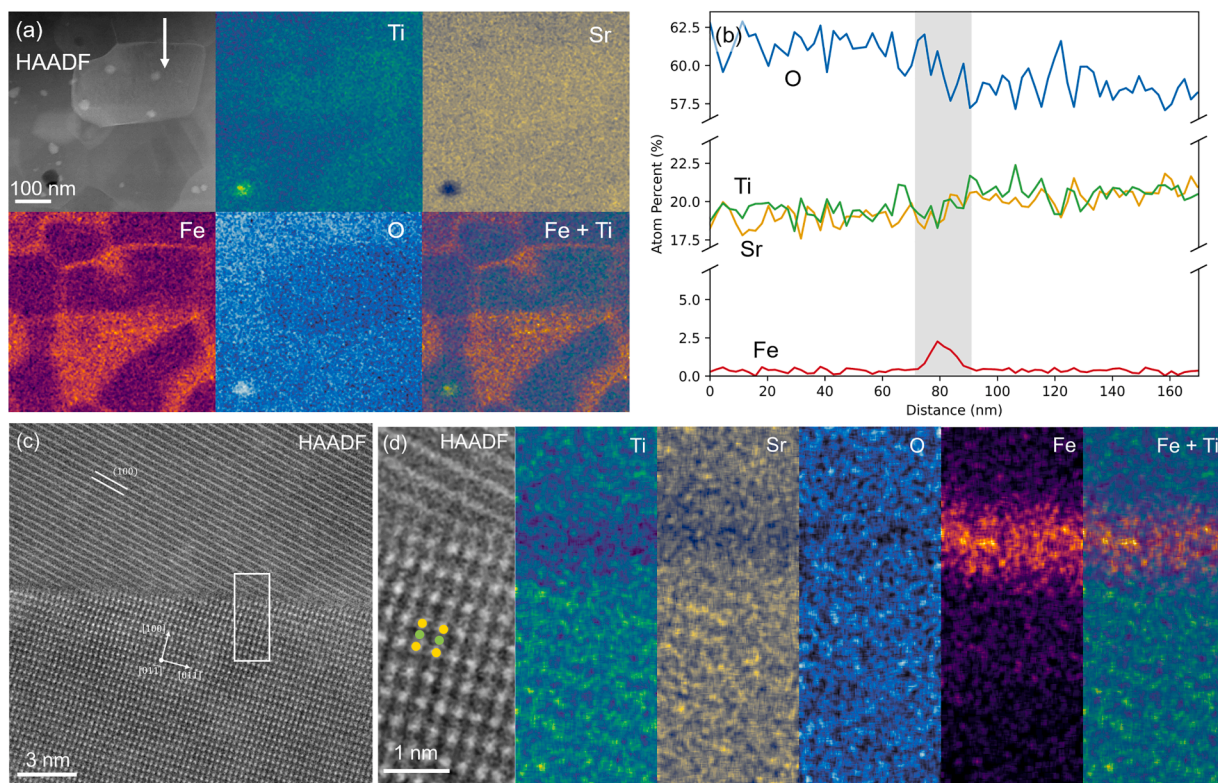 (a)
HAADF
100 nm
Ti
Sr
Fe
O
Fe + Ti
(b)
62.5
60.0
57.5
22.5
20.0
17.5
5.0
2.5
0.0
Atom Percent (%)
O
Ti
Sr
Fe
0 20 40 60 80 100 120 140 160
Distance (nm)
(c) HAADF
(100)
[100]
3 nm
(d) HAADF
1 nm
Ti
Sr
O
Fe
Fe + Ti